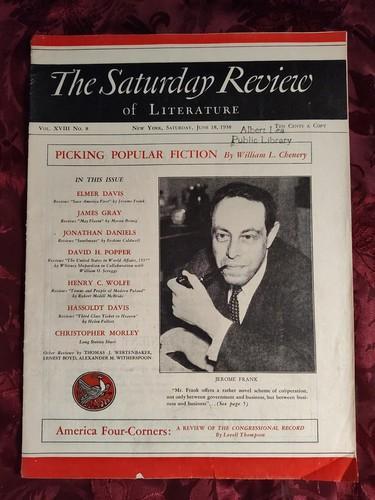 The Saturday Review
of LITERATURE
VOL. XVIII No. 8 NEW YORK, SATURDAY, JUNE 18, 1938 TEN CENTS A COPY
Albert Lea
Public Library
PICKING POPULAR FICTION By William L. Chenery
IN THIS ISSUE
ELMER DAVIS
Reviews "Save America First" by Jerome Frank
JAMES GRAY
Reviews "May Flavin" by Myron Brinig
JONATHAN DANIELS
Reviews "Southways" by Erskine Caldwell
DAVID H. POPPER
Reviews "The United States in World Affairs, 1937"
by Whitney Shepardson in Collaboration with
William O. Scroggs
HENRY C. WOLFE
Reviews "Towns and People of Modern Poland"
by Robert Medill McBride
HASSOLDT DAVIS
Reviews "Third Class Ticket to Heaven"
by Helen Follett
CHRISTOPHER MORLEY
Other Reviews by THOMAS J. WERTENBAKER,
ERNEST BOYD, ALEXANDER M. WITHERSPOON
JEROME FRANK
"Mr. Frank offers a rather novel scheme of cooperation,
not only between government and business, but between busi-
ness and business"...(See page 5)
America Four-Corners: A REVIEW OF THE CONGRESSIONAL RECORD
By Lovell Thompson